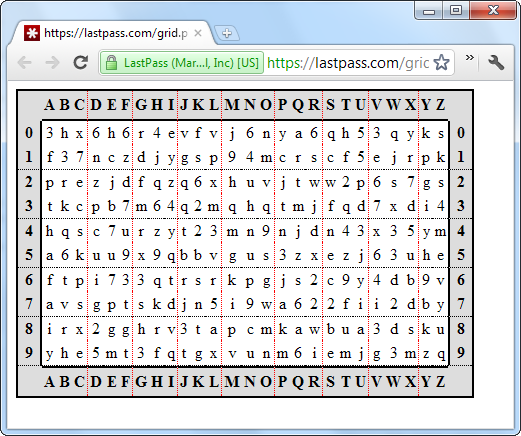 https://lastpass.com/grid.p
LastPass (Mar...l, Inc) [US] https://lastpass.com/grid
A B C D E F G H I J K L M N O P Q R S T U V W X Y Z
0 3 h x 6 h 6 r 4 e v f v j 6 n y a 6 q h 5 3 q y k s 0
1 f 3 7 n c z d j y g s p 9 4 m c r s c f 5 e j r p k 1
2 p r e z j d f q z q 6 x h u v j t w w 2 p 6 s 7 g s 2
3 t k c p b 7 m 6 4 q 2 m q h q t m j f q d 7 x d i 4 3
4 h q s c 7 u r z y t 2 3 m n 9 n j d n 4 3 x 3 5 y m 4
5 a 6 k u u 9 x 9 q b b v g u s 3 z x e z j 6 3 u h e 5
6 f t p i 7 3 3 q t r s r k p g j s 2 c 9 y 4 d b 9 v 6
7 a v s g p t s k d j n 5 i 9 w a 6 2 2 f i i 2 d b y 7
8 i r x 2 g g h r v 3 t a p c m k a w b u a 3 d s k u 8
9 y h e 5 m t 3 f q t g x v u n m 6 i e m j g 3 m z q 9
A B C D E F G H I J K L M N O P Q R S T U V W X Y Z